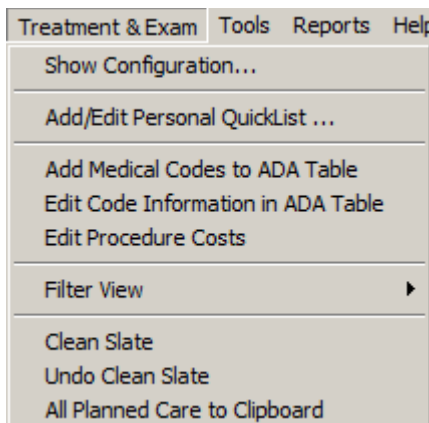 Treatment & Exam Tools Reports Help
Show Configuration...
Add/Edit Personal QuickList ...
Add Medical Codes to ADA Table
Edit Code Information in ADA Table
Edit Procedure Costs
Filter View
Clean Slate
Undo Clean Slate
All Planned Care to Clipboard